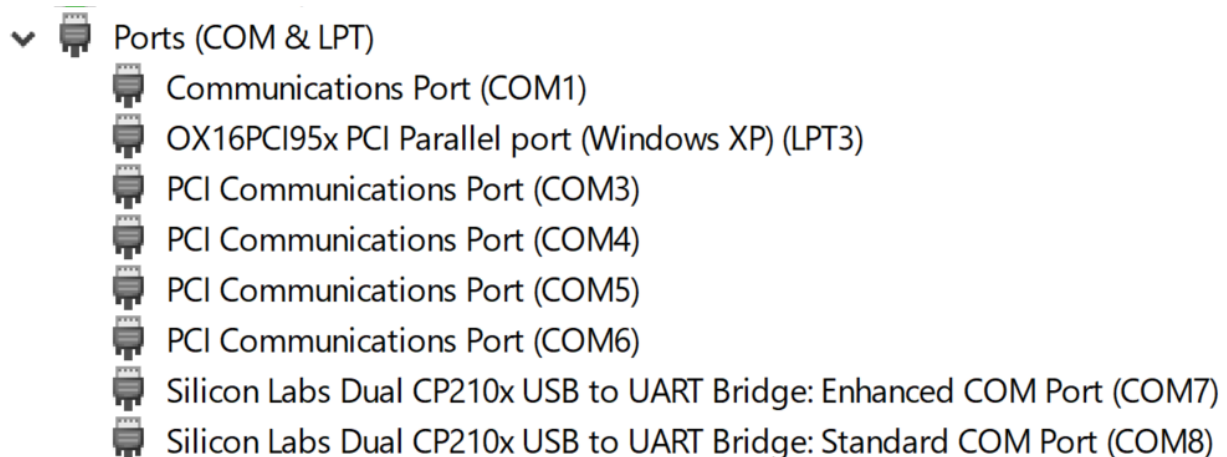 Ports (COM & LPT)
Communications Port (COM1)
OX16PCI95x PCI Parallel port (Windows XP) (LPT3)
PCI Communications Port (COM3)
PCI Communications Port (COM4)
PCI Communications Port (COM5)
PCI Communications Port (COM6)
Silicon Labs Dual CP210x USB to UART Bridge: Enhanced COM Port (COM7)
Silicon Labs Dual CP210x USB to UART Bridge: Standard COM Port (COM8)